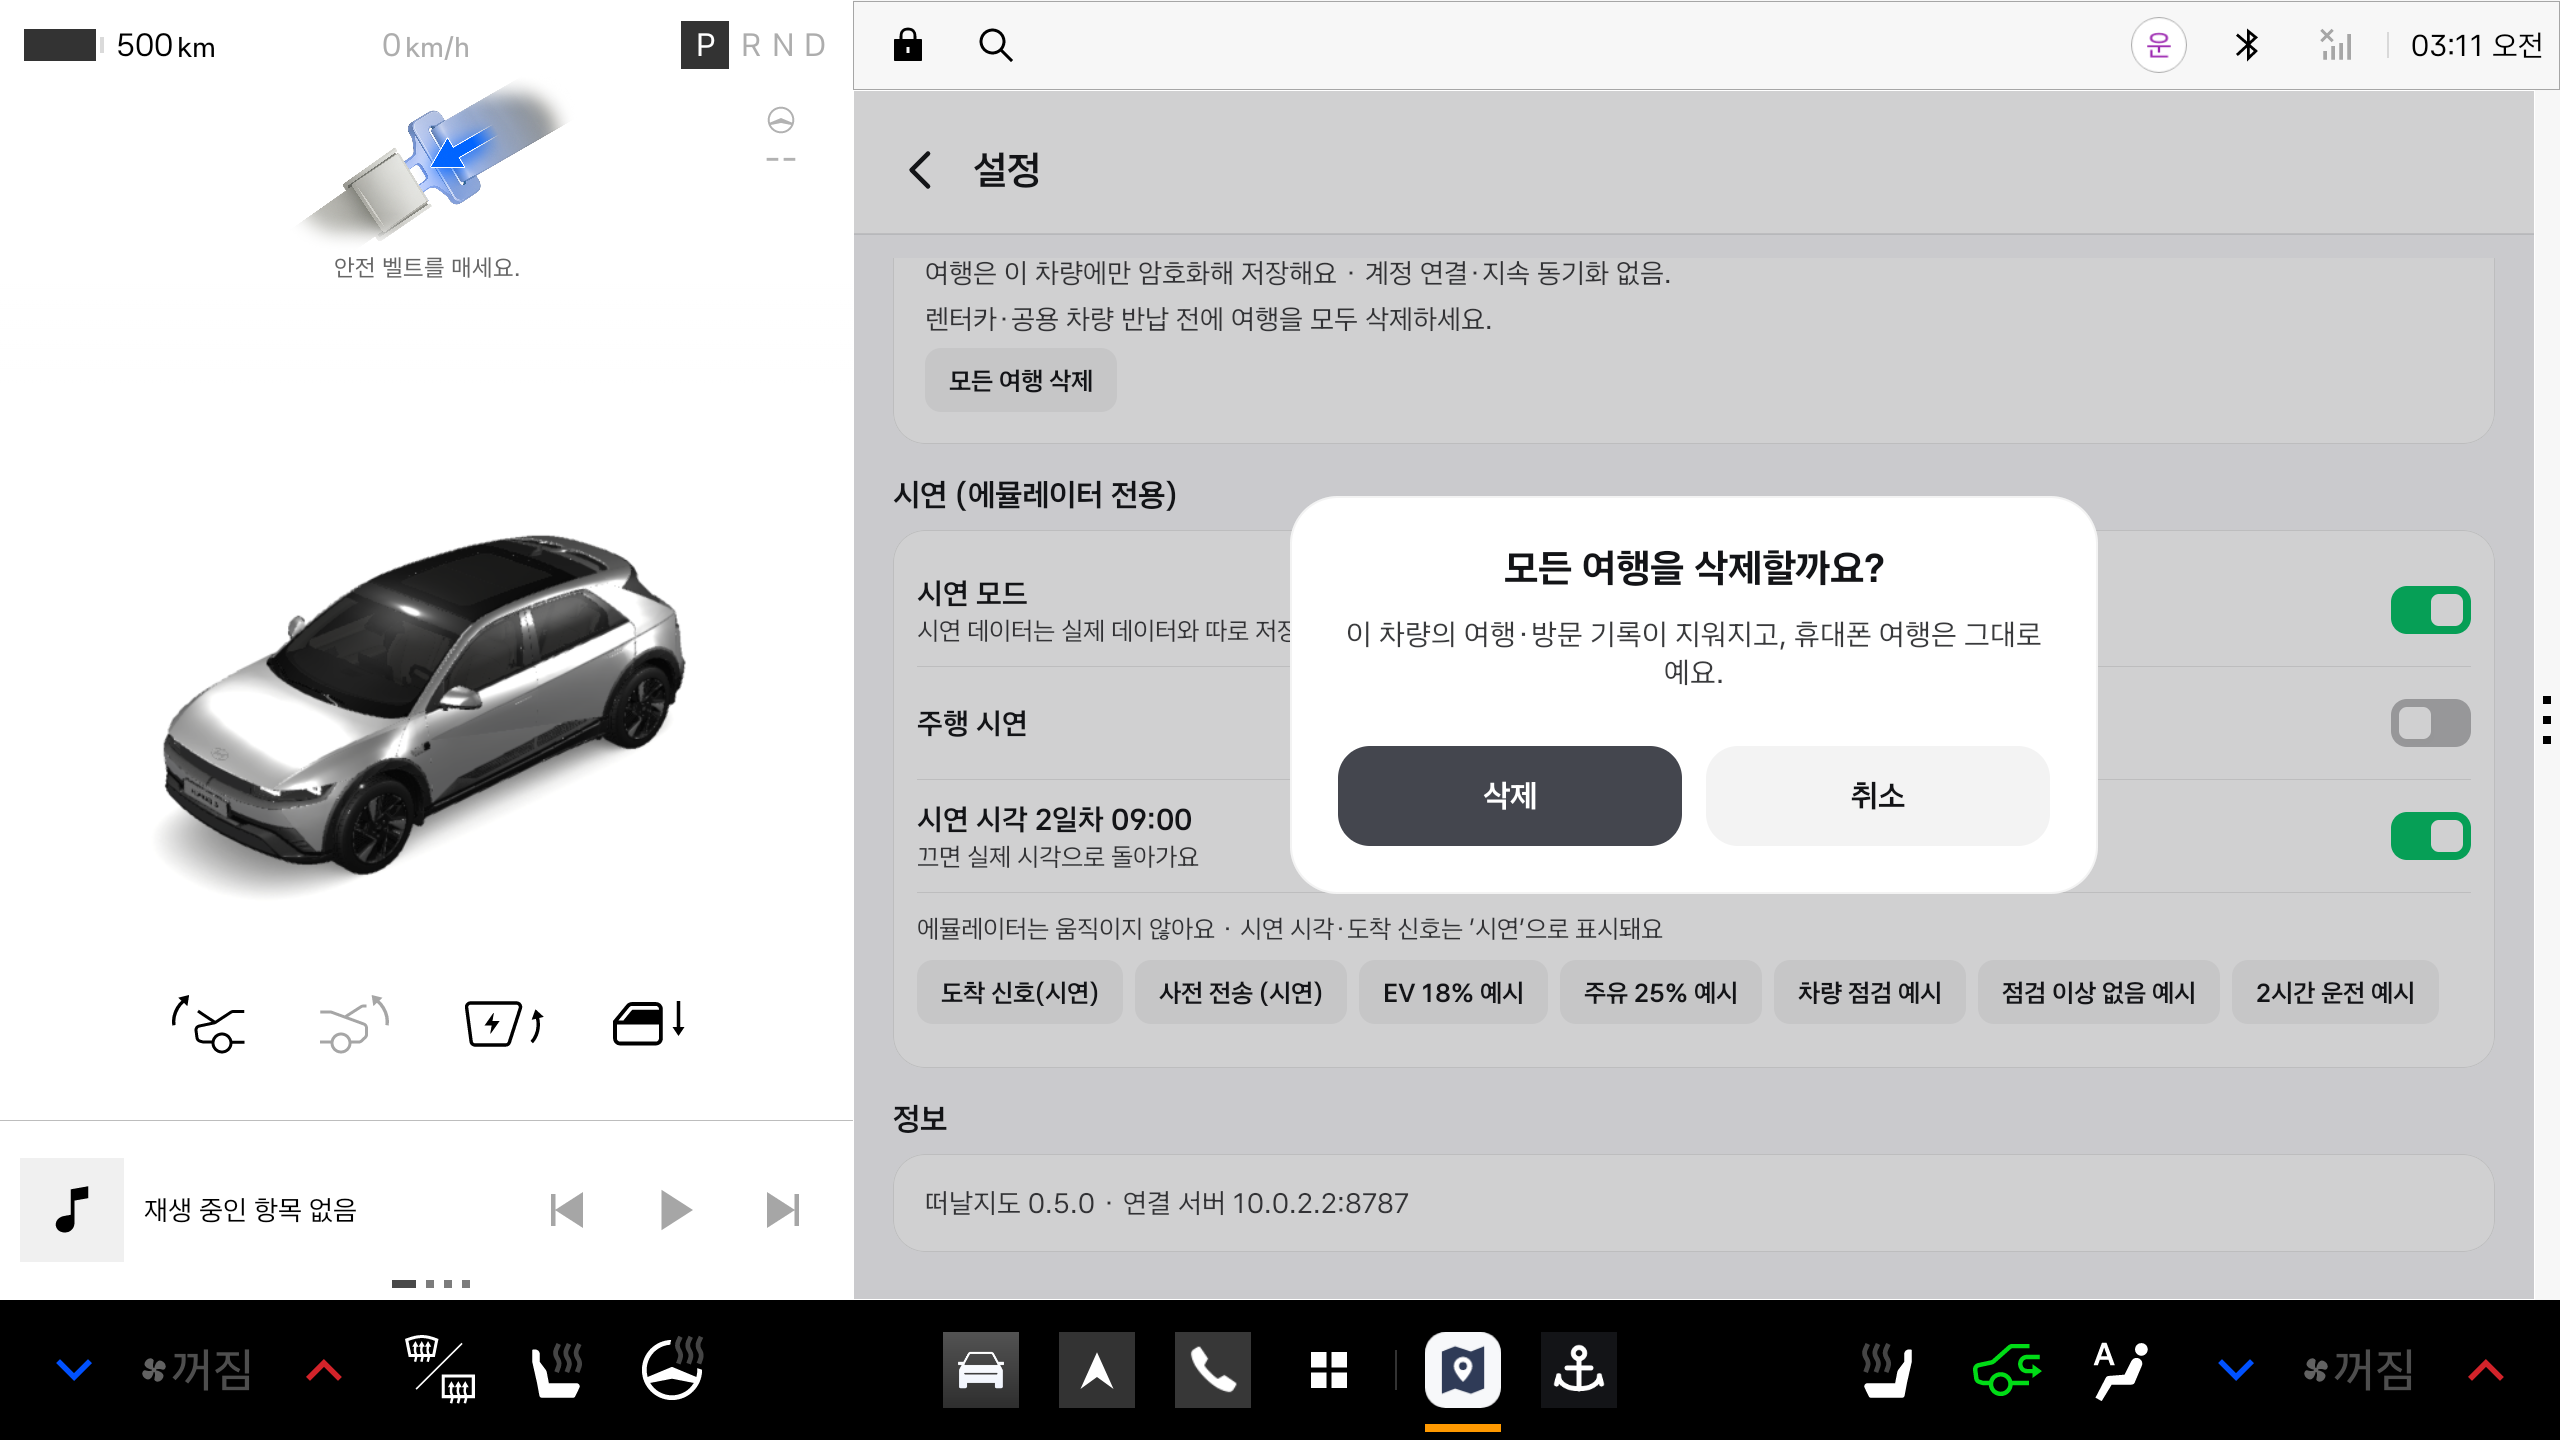 500 km
0 km/h
P R N D
안전 벨트를 매세요.
운
03:11 오전
설정
여행은 이 차량에만 암호화해 저장해요 · 계정 연결·지속 동기화 없음.
렌터카·공용 차량 반납 전에 여행을 모두 삭제하세요.
모든 여행 삭제
시연 (에뮬레이터 전용)
시연 모드
시연 데이터는 실제 데이터와 따로 저장
주행 시연
시연 시각 2일차 09:00
끄면 실제 시각으로 돌아가요
모든 여행을 삭제할까요?
이 차량의 여행·방문 기록이 지워지고, 휴대폰 여행은 그대로
예요.
삭제
취소
에뮬레이터는 움직이지 않아요 · 시연 시각·도착 신호는 '시연'으로 표시돼요
도착 신호(시연)
사전 전송 (시연)
EV 18% 예시
주유 25% 예시
차량 점검 예시
점검 이상 없음 예시
2시간 운전 예시
정보
떠날지도 0.5.0 · 연결 서버 10.0.2.2:8787
재생 중인 항목 없음
꺼짐
A
꺼짐